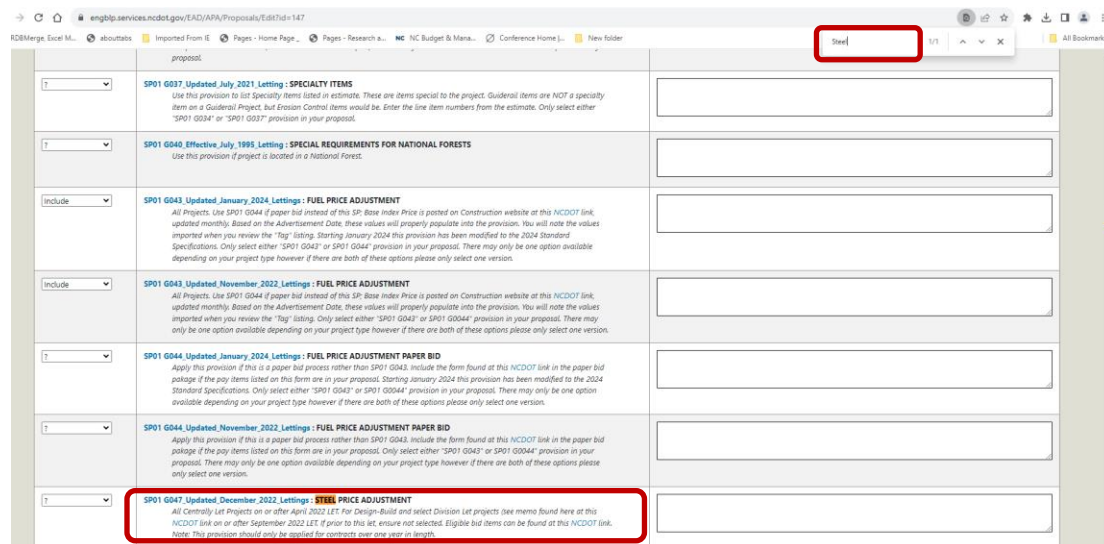 engblp.services.ncdot.gov/EAD/APA/Proposals/Edit?id=147
RDBMerge, Excel M... abouttabs Imported From IE Pages - Home Page_ Pages - Research a... NC NC Budget & Mana... Conference Home |... New folder
Steel 1/1
All Bookmark
proposal.
? SP01 G037_Updated_July_2021_Letting : SPECIALTY ITEMS
Use this provision to list Specialty Items listed in estimate. These are items special to the project. Guiderail items are NOT a specialty
item on a Guiderail Project, but Erosion Control items would be. Enter the line item numbers from the estimate. Only select either
"SP01 G034" or "SP01 G037" provision in your proposal.
? SP01 G040_Effective_July_1995_Letting : SPECIAL REQUIREMENTS FOR NATIONAL FORESTS
Use this provision if project is located in a National Forest.
Include SP01 G043_Updated_January_2024_Lettings : FUEL PRICE ADJUSTMENT
All Projects. Use SP01 G044 if paper bid instead of this SP; Base Index Price is posted on Construction website at this NCDOT link,
updated monthly. Based on the Advertisement Date, these values will properly populate into the provision. You will note the values
imported when you review the "Tag" listing. Starting January 2024 this provision has been modified to the 2024 Standard
Specifications. Only select either "SP01 G043" or SP01 G0044" provision in your proposal. There may only be one option available
depending on your project type however if there are both of these options please only select one version.
Include SP01 G043_Updated_November_2022_Lettings : FUEL PRICE ADJUSTMENT
All Projects. Use SP01 G044 if paper bid instead of this SP; Base Index Price is posted on Construction website at this NCDOT link,
updated monthly. Based on the Advertisement Date, these values will properly populate into the provision. You will note the values
imported when you review the "Tag" listing. Only select either "SP01 G043" or SP01 G0044" provision in your proposal. There may
only be one option available depending on your project type however if there are both of these options please only select one version.
? SP01 G044_Updated_January_2024_Lettings : FUEL PRICE ADJUSTMENT PAPER BID
Apply this provision if this is a paper bid process rather than SP01 G043. Include the form found at this NCDOT link in the paper bid
pakage if the pay items listed on this form are in your proposal. Starting January 2024 this provision has been modified to the 2024
Standard Specifications. Only select either "SP01 G043" or SP01 G0044" provision in your proposal. There may only be one option
available depending on your project type however if there are both of these options please only select one version.
? SP01 G044_Updated_November_2022_Lettings : FUEL PRICE ADJUSTMENT PAPER BID
Apply this provision if this is a paper bid process rather than SP01 G043. Include the form found at this NCDOT link in the paper bid
pakage if the pay items listed on this form are in your proposal. Only select either "SP01 G043" or SP01 G0044" provision in your
proposal. There may only be one option available depending on your project type however if there are both of these options please
only select one version.
? SP01 G047_Updated_December_2022_Lettings : STEEL PRICE ADJUSTMENT
All Centrally Let Projects on or after April 2022 LET. For Design-Build and select Division Let projects (see memo found here at this
NCDOT link on or after September 2022 LET. If prior to this let, ensure not selected. Eligible bid items can be found at this NCDOT link.
Note: This provision should only be applied for contracts over one year in length.